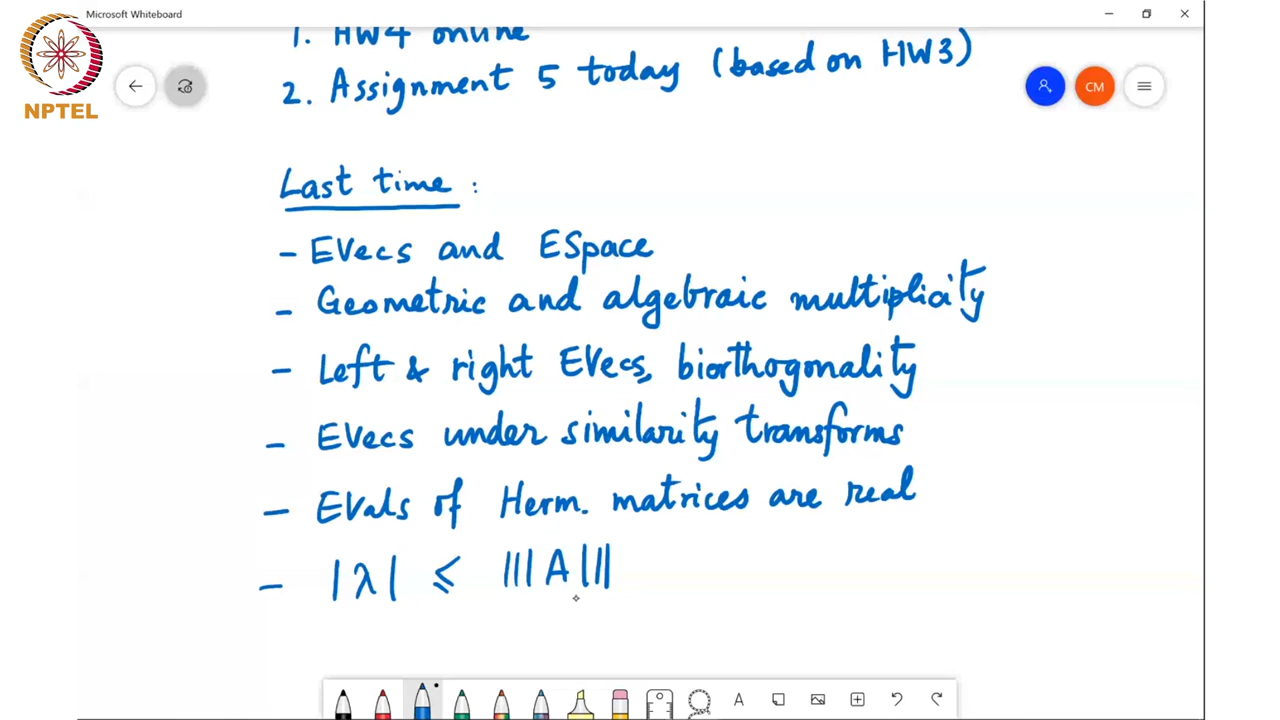 Microsoft Whiteboard
NPTEL
1. HW4 online
2. Assignment 5 today (based on HW3)
CM
Last time :
- EVecs and ESpace
- Geometric and algebraic multiplicity
- Left & right EVecs, biorthogonality
- EVecs under similarity transforms
- EVals of Herm. matrices are real
- |λ| ≤ |||A|||